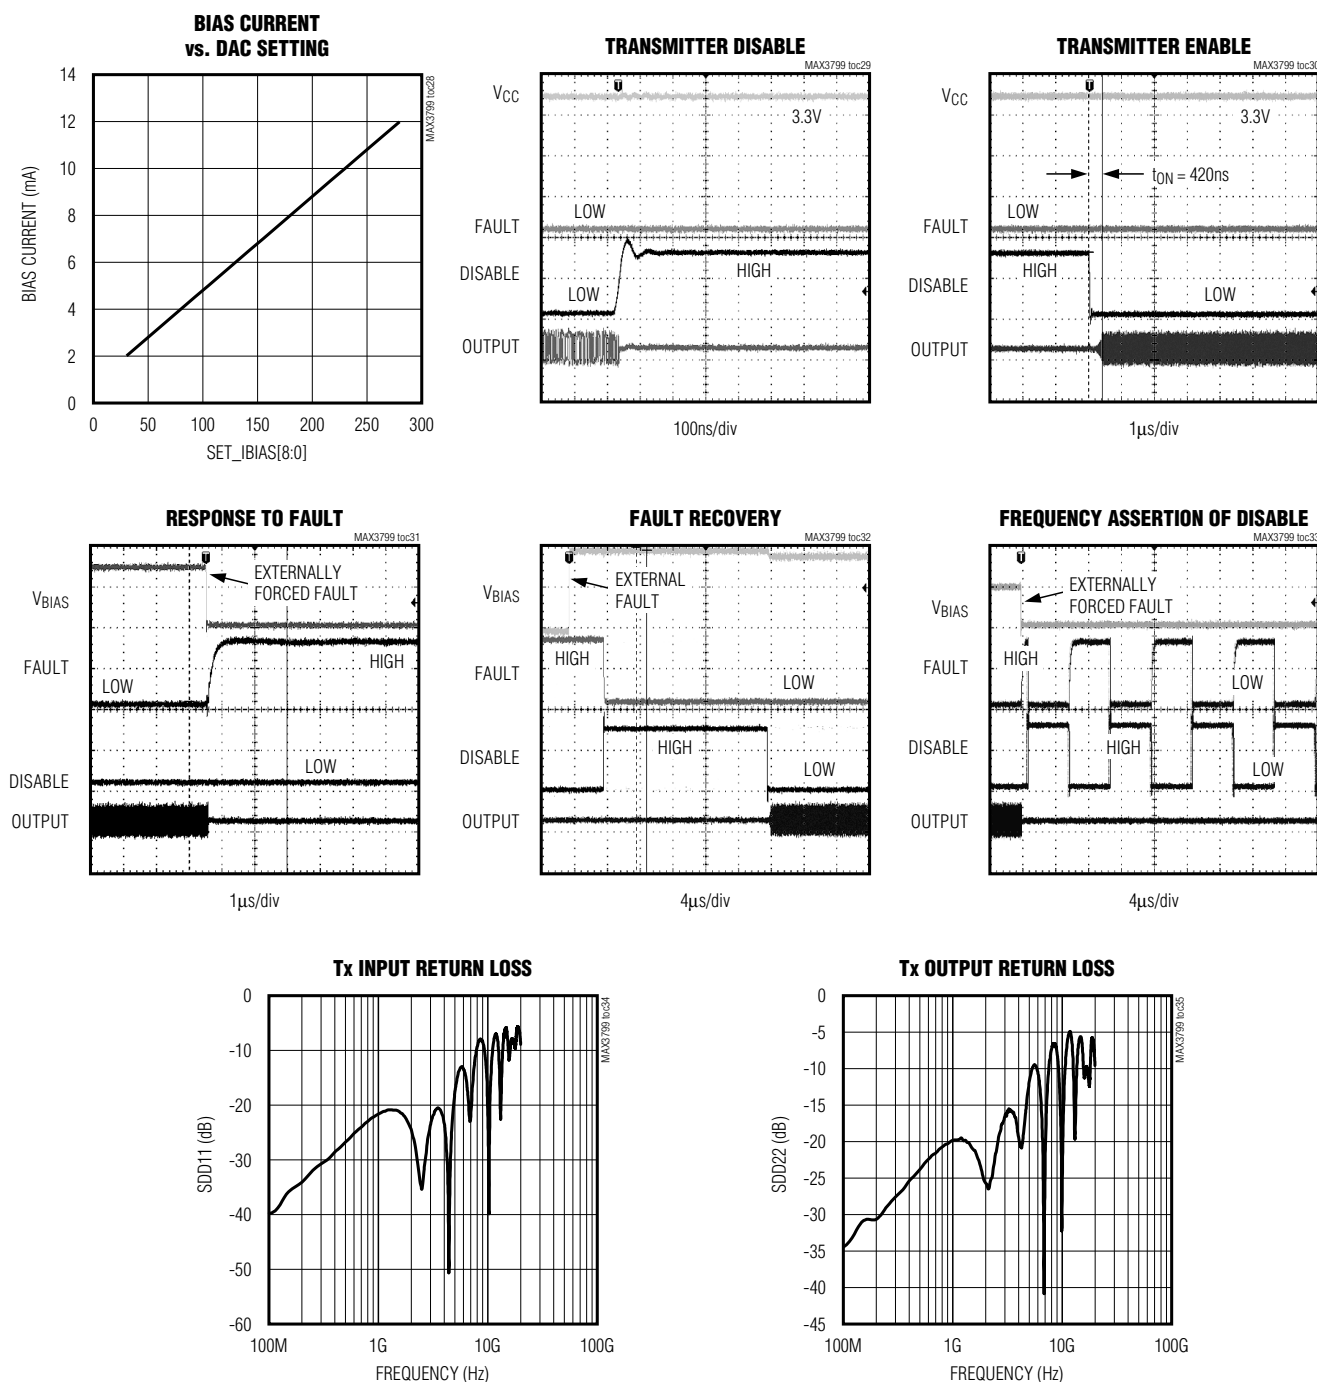 BIAS CURRENT
vs. DAC SETTING
MAX3799 toc28
14
12
10
8
6
4
2
0
BIAS CURRENT (mA)
0 50 100 150 200 250 300
SET_IBIAS[8:0]
TRANSMITTER DISABLE
MAX3799 toc29
VCC
3.3V
FAULT
LOW
DISABLE
LOW
HIGH
OUTPUT
100ns/div
TRANSMITTER ENABLE
MAX3799 toc30
VCC
3.3V
tON = 420ns
FAULT
LOW
DISABLE
HIGH
LOW
OUTPUT
1µs/div
RESPONSE TO FAULT
MAX3799 toc31
VBIAS
EXTERNALLY
FORCED FAULT
FAULT
LOW
HIGH
DISABLE
LOW
OUTPUT
1µs/div
FAULT RECOVERY
MAX3799 toc32
VBIAS
EXTERNAL
FAULT
FAULT
HIGH
LOW
DISABLE
HIGH
LOW
OUTPUT
4µs/div
FREQUENCY ASSERTION OF DISABLE
MAX3799 toc33
VBIAS
EXTERNALLY
FORCED FAULT
FAULT
HIGH
LOW
DISABLE
HIGH
LOW
OUTPUT
4µs/div
Tx INPUT RETURN LOSS
MAX3799 toc34
0
-10
-20
-30
-40
-50
-60
SDD11 (dB)
100M 1G 10G 100G
FREQUENCY (Hz)
Tx OUTPUT RETURN LOSS
MAX3799 toc35
0
-5
-10
-15
-20
-25
-30
-35
-40
-45
SDD22 (dB)
100M 1G 10G 100G
FREQUENCY (Hz)